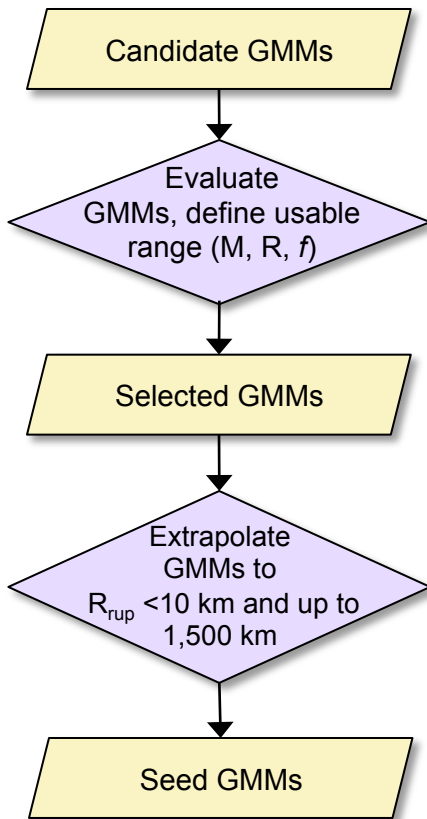 Candidate GMMs
Evaluate
GMMs, define usable
range (M, R, f)
Selected GMMs
Extrapolate
GMMs to
Rrup <10 km and up to
1,500 km
Seed GMMs